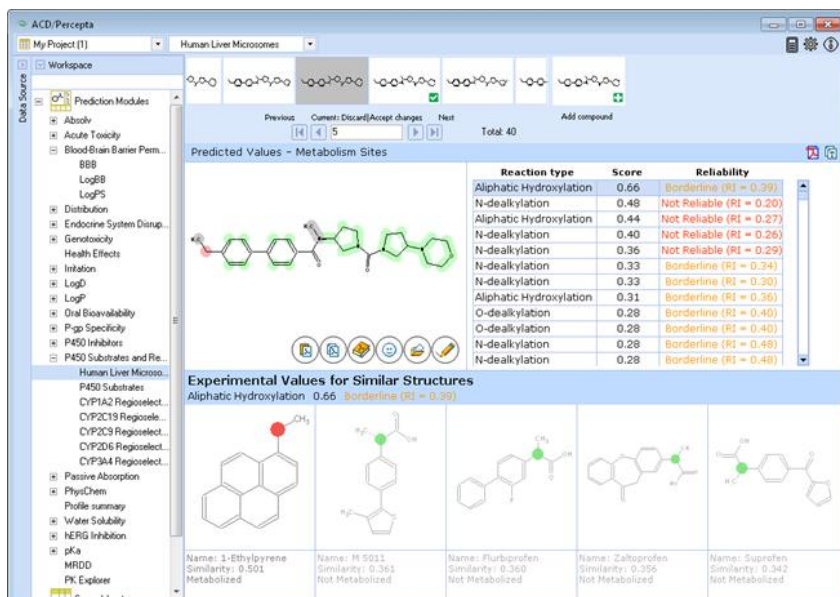 ACD/Percepta
My Project (1)
Human Liver Microsomes
Data Source
Workspace
Prediction Modules
Absolv
Acute Toxicity
Blood-Brain Barrier Perm...
BBB
LogBB
LogPS
Distribution
Endocrine System Disrup...
Genotoxicity
Health Effects
Irritation
LogD
LogP
Oral Bioavailability
P-gp Specificity
P450 Inhibitors
P450 Substrates and Re...
Human Liver Microso...
P450 Substrates
CYP1A2 Regioselect...
CYP2C19 Regioselect...
CYP2C9 Regioselect...
CYP2D6 Regioselect...
CYP3A4 Regioselect...
Passive Absorption
PhysChem
Profile summary
Water Solubility
hERG Inhibition
pKa
MRDD
PK Explorer
Previous Current: Discard|Accept changes Next
5
Total: 40
Add compound
Predicted Values - Metabolism Sites
Reaction type Score Reliability
Aliphatic Hydroxylation 0.66 Borderline (RI = 0.39)
N-dealkylation 0.48 Not Reliable (RI = 0.20)
Aliphatic Hydroxylation 0.44 Not Reliable (RI = 0.27)
N-dealkylation 0.40 Not Reliable (RI = 0.26)
N-dealkylation 0.36 Not Reliable (RI = 0.29)
N-dealkylation 0.33 Borderline (RI = 0.34)
N-dealkylation 0.33 Borderline (RI = 0.30)
Aliphatic Hydroxylation 0.31 Borderline (RI = 0.36)
O-dealkylation 0.28 Borderline (RI = 0.40)
O-dealkylation 0.28 Borderline (RI = 0.40)
N-dealkylation 0.28 Borderline (RI = 0.48)
N-dealkylation 0.28 Borderline (RI = 0.48)
Experimental Values for Similar Structures
Aliphatic Hydroxylation 0.66 Borderline (RI = 0.39)
Name: 1-Ethylpyrene
Similarity: 0.501
Metabolized
Name: M 5011
Similarity: 0.361
Not Metabolized
Name: Flurbiprofen
Similarity: 0.360
Not Metabolized
Name: Zaltoprofen
Similarity: 0.356
Not Metabolized
Name: Suprofen
Similarity: 0.342
Not Metabolized